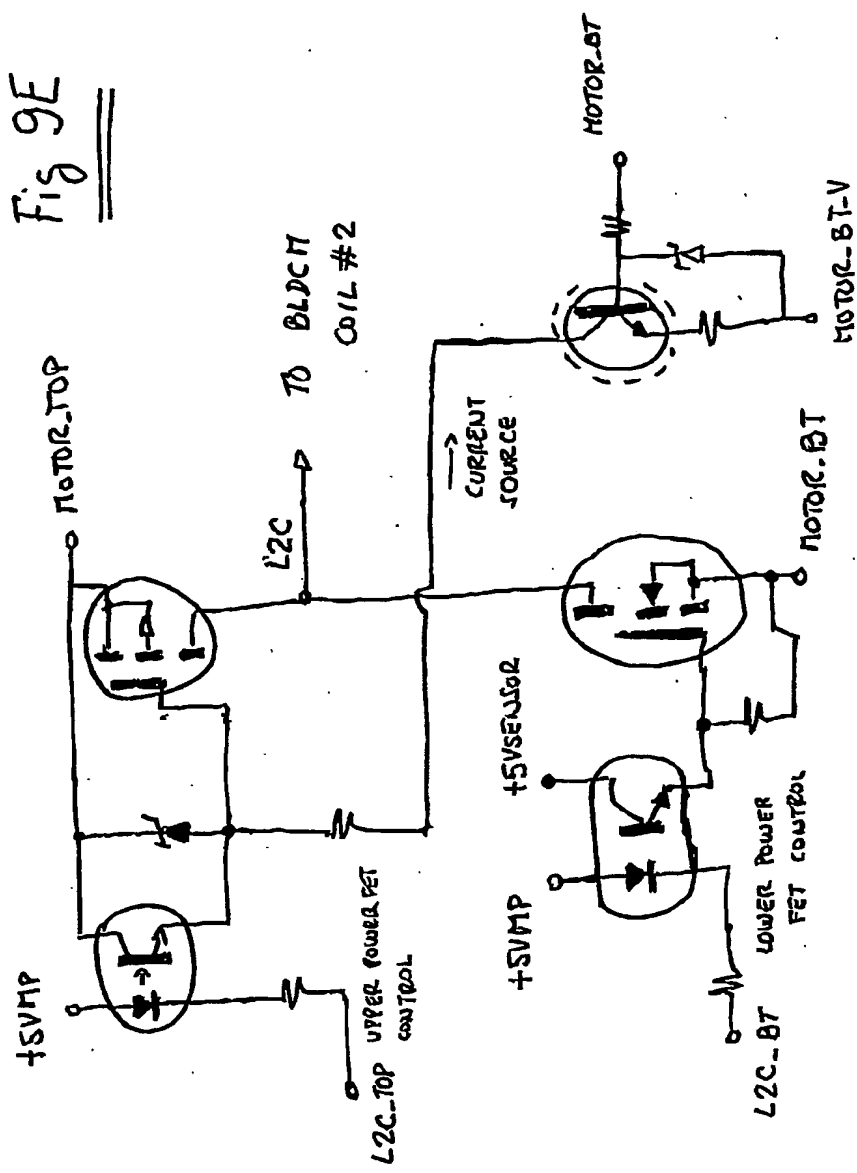 Fig 9E
MOTOR_TOP
+5VMP
L2C
TO BLDCM
COIL #2
UPPER POWER FET
CONTROL
L2C_TOP
CURRENT
SOURCE
MOTOR_BT
MOTOR_BT-V
+5VSENSOR
+5VMP
MOTOR_BT
LOWER POWER
FET CONTROL
L2C_BT